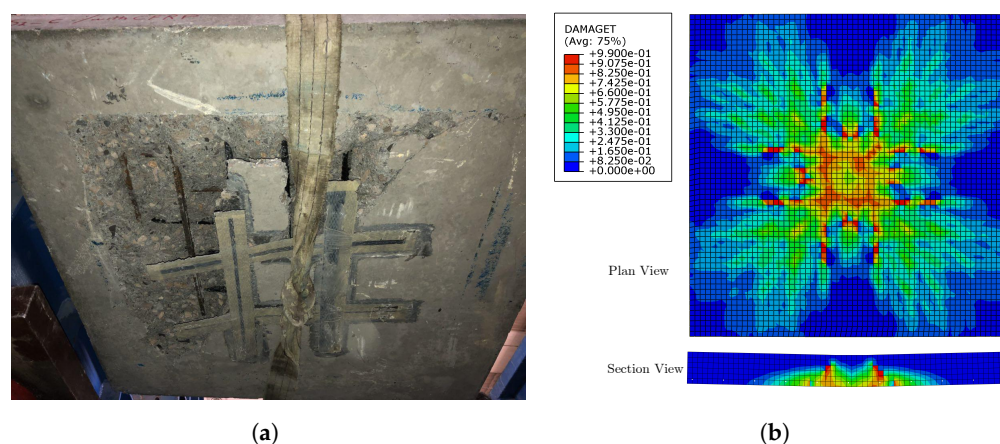 DAMAGET
(Avg: 75%)
+9.900e-01
+9.075e-01
+8.250e-01
+7.425e-01
+6.600e-01
+5.775e-01
+4.950e-01
+4.125e-01
+3.300e-01
+2.475e-01
+1.650e-01
+8.250e-02
+0.000e+00
Plan View
Section View
(a)
(b)